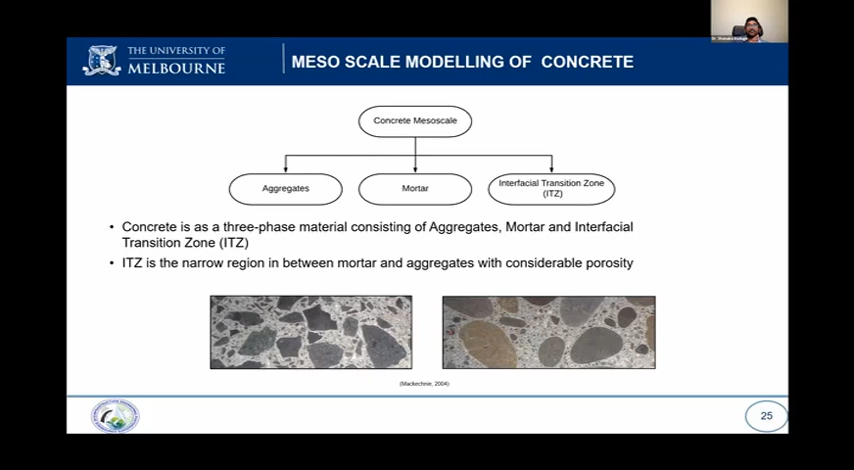 THE UNIVERSITY OF
MELBOURNE
MESO SCALE MODELLING OF CONCRETE
Concrete Mesoscale
Aggregates
Mortar
Interfacial Transition Zone
(ITZ)
• Concrete is as a three-phase material consisting of Aggregates, Mortar and Interfacial
Transition Zone (ITZ)
• ITZ is the narrow region in between mortar and aggregates with considerable porosity
(Mackechnie, 2004)
25